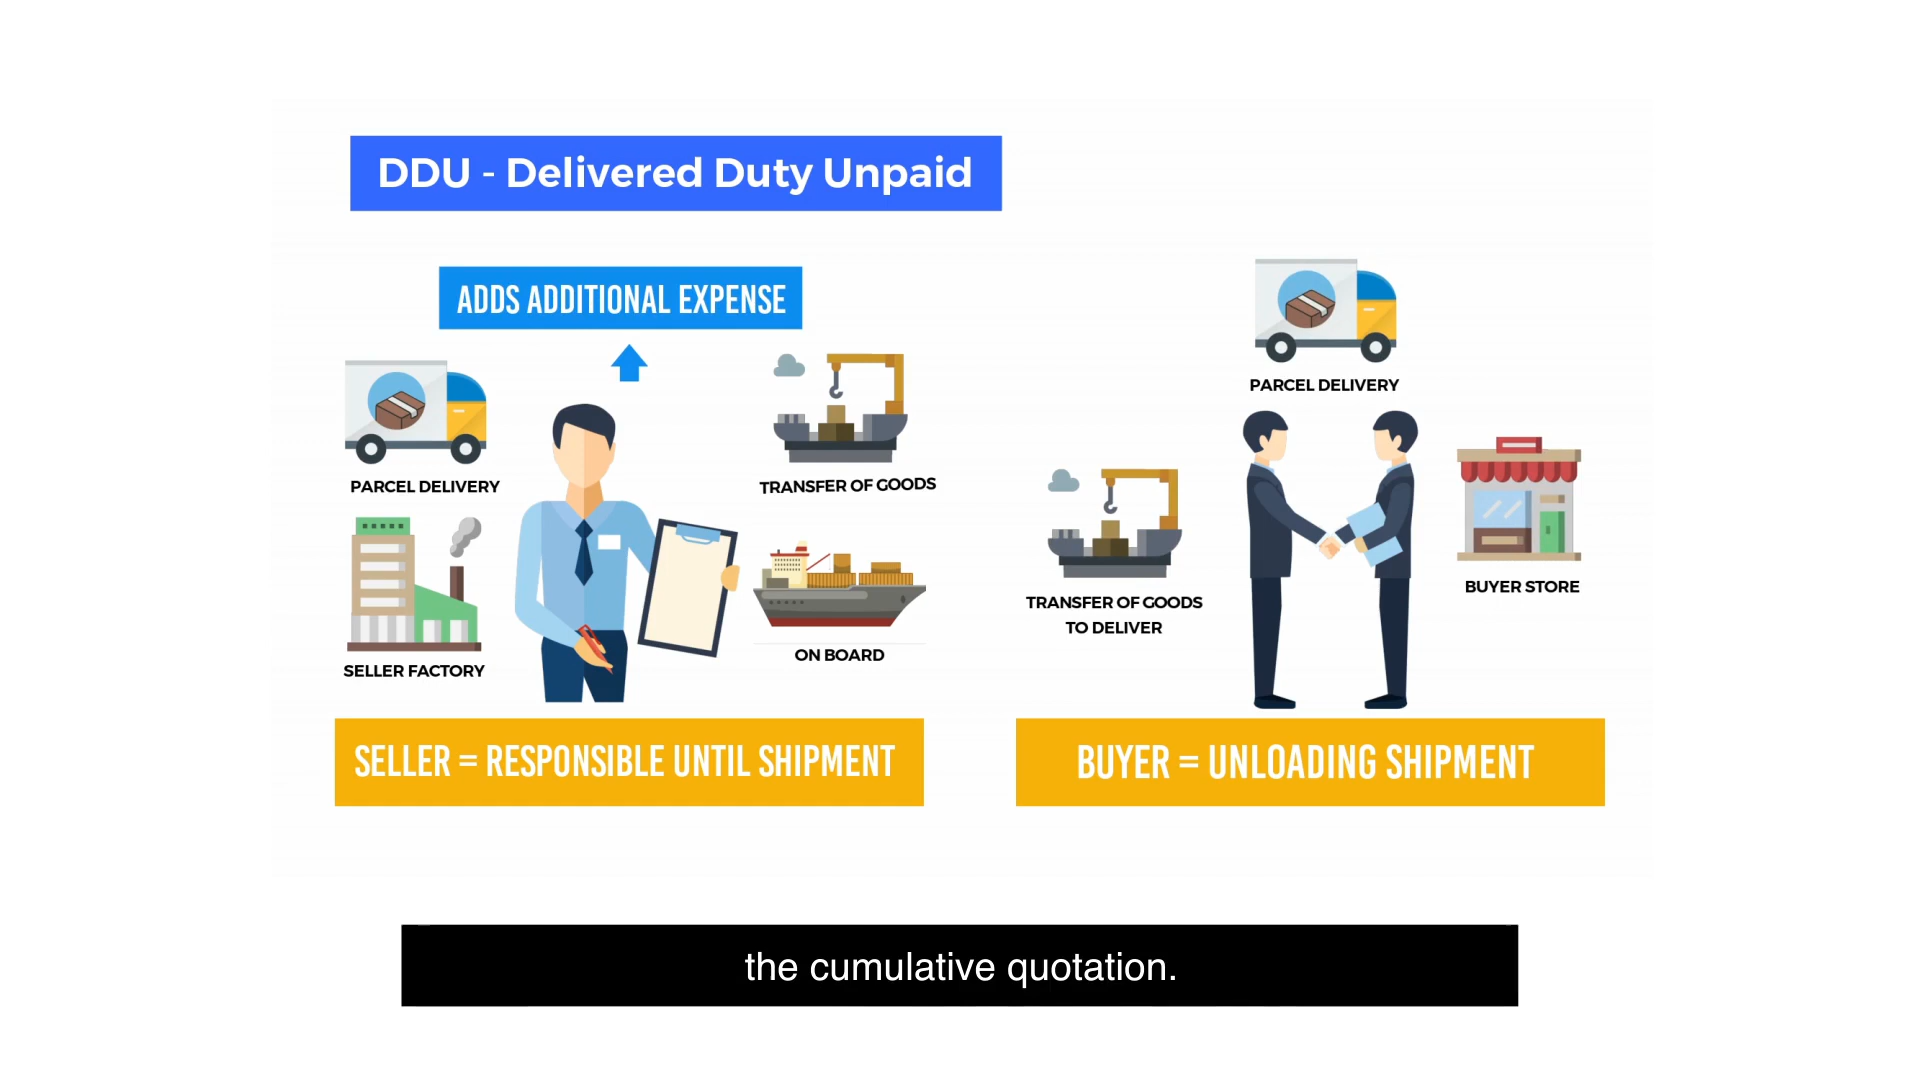 DDU - Delivered Duty Unpaid
ADDS ADDITIONAL EXPENSE
PARCEL DELIVERY
TRANSFER OF GOODS
SELLER FACTORY
ON BOARD
SELLER = RESPONSIBLE UNTIL SHIPMENT
PARCEL DELIVERY
TRANSFER OF GOODS
TO DELIVER
BUYER STORE
BUYER = UNLOADING SHIPMENT
the cumulative quotation.